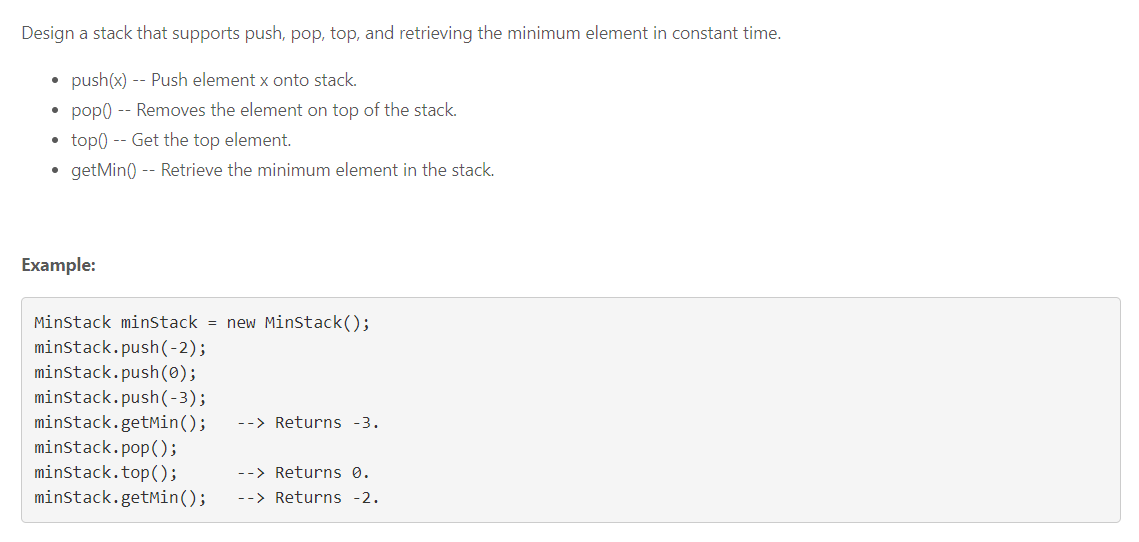 Design a stack that supports push, pop, top, and retrieving the minimum element in constant time.
• push(x) -- Push element x onto stack.
• pop() -- Removes the element on top of the stack.
• top() -- Get the top element.
• getMin() -- Retrieve the minimum element in the stack.
Example:
MinStack minStack = new MinStack();
minStack.push(-2);
minStack.push(0);
minStack.push(-3);
minStack.getMin();   --> Returns -3.
minStack.pop();
minStack.top();      --> Returns 0.
minStack.getMin();   --> Returns -2.